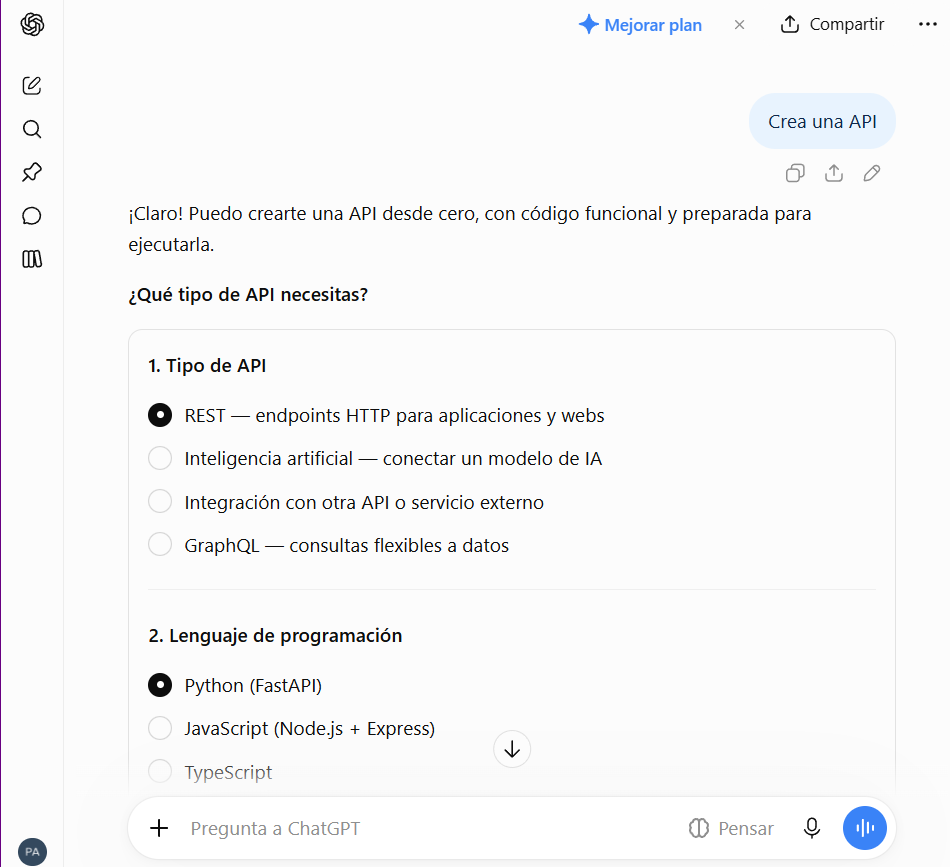 Mejorar plan
Compartir
Crea una API
¡Claro! Puedo crearte una API desde cero, con código funcional y preparada para
ejecutarla.
¿Qué tipo de API necesitas?
1. Tipo de API
REST — endpoints HTTP para aplicaciones y webs
Inteligencia artificial — conectar un modelo de IA
Integración con otra API o servicio externo
GraphQL — consultas flexibles a datos
2. Lenguaje de programación
Python (FastAPI)
JavaScript (Node.js + Express)
TypeScript
Pregunta a ChatGPT
Pensar
PA